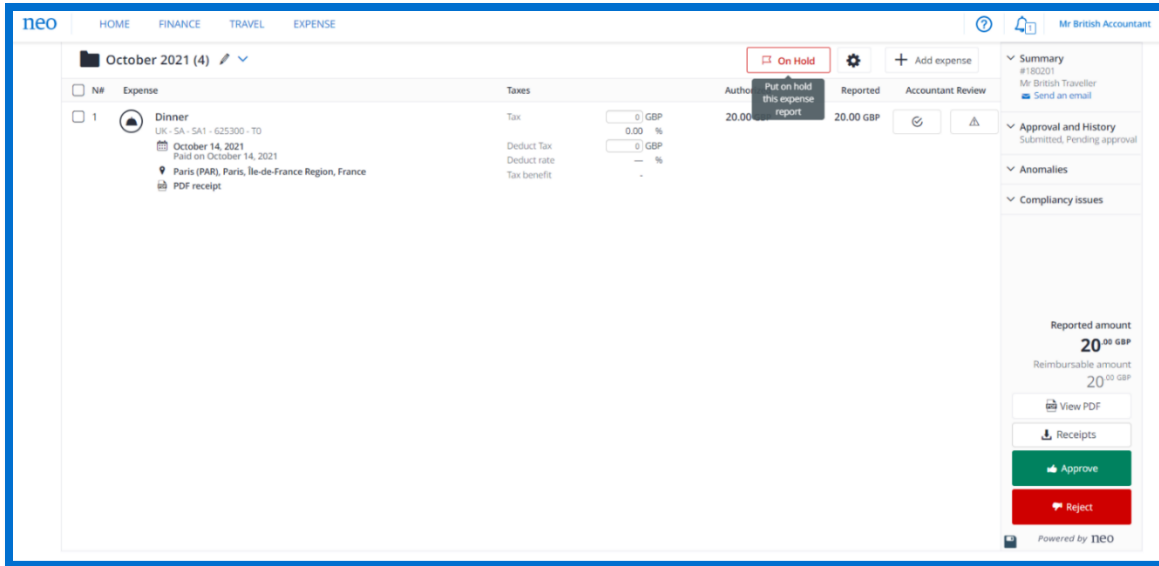 neo HOME FINANCE TRAVEL EXPENSE 1 Mr British Accountant
October 2021 (4) On Hold Add expense
Put on hold
this expense
report
N# Expense Taxes Reported Accountant Review
1 Dinner Tax 0 GBP 20.00 20.00 GBP
UK - SA - SA1 - 625300 - T0 0.00 %
October 14, 2021 Deduct Tax 0 GBP
Paid on October 14, 2021 Deduct rate — %
Paris (PAR), Paris, Île-de-France Region, France Tax benefit -
PDF receipt
Summary
#180201
Mr British Traveller
Send an email
Approval and History
Submitted, Pending approval
Anomalies
Compliancy issues
Reported amount
20.00 GBP
Reimbursable amount
20.00 GBP
View PDF
Receipts
Approve
Reject
Powered by neo